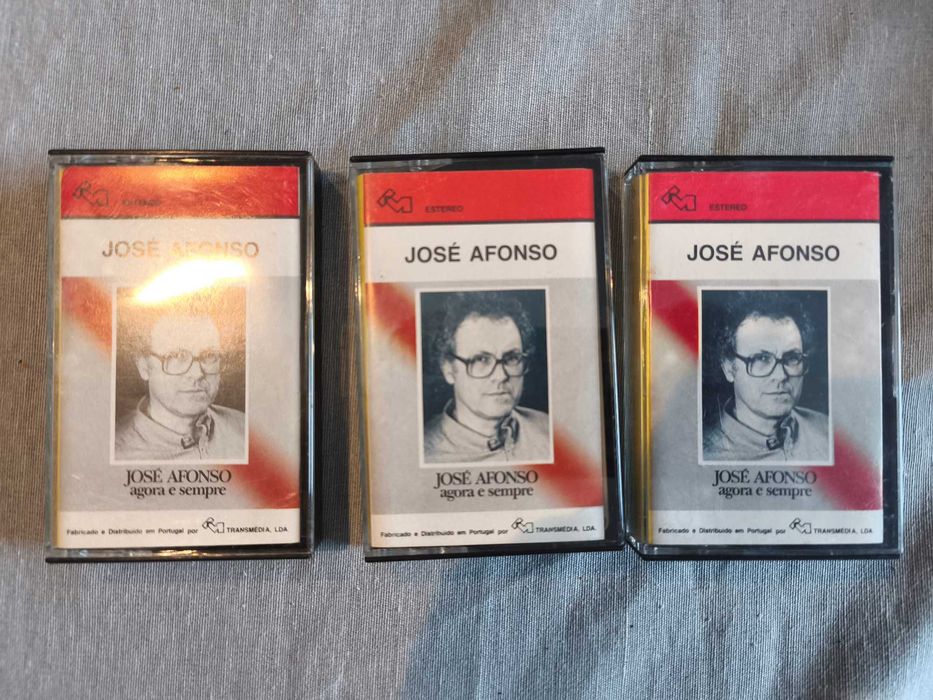 JOSÉ AFONSO
JOSÉ AFONSO
agora e sempre
Fabricado e Distribuido em Portugal por TRANSMÉDIA, LDA.
ESTEREO
JOSÉ AFONSO
JOSÉ AFONSO
agora e sempre
Fabricado e Distribuido em Portugal por TRANSMÉDIA, LDA.
ESTEREO
JOSÉ AFONSO
JOSÉ AFONSO
agora e sempre
Fabricado e Distribuido em Portugal por TRANSMÉDIA, LDA.